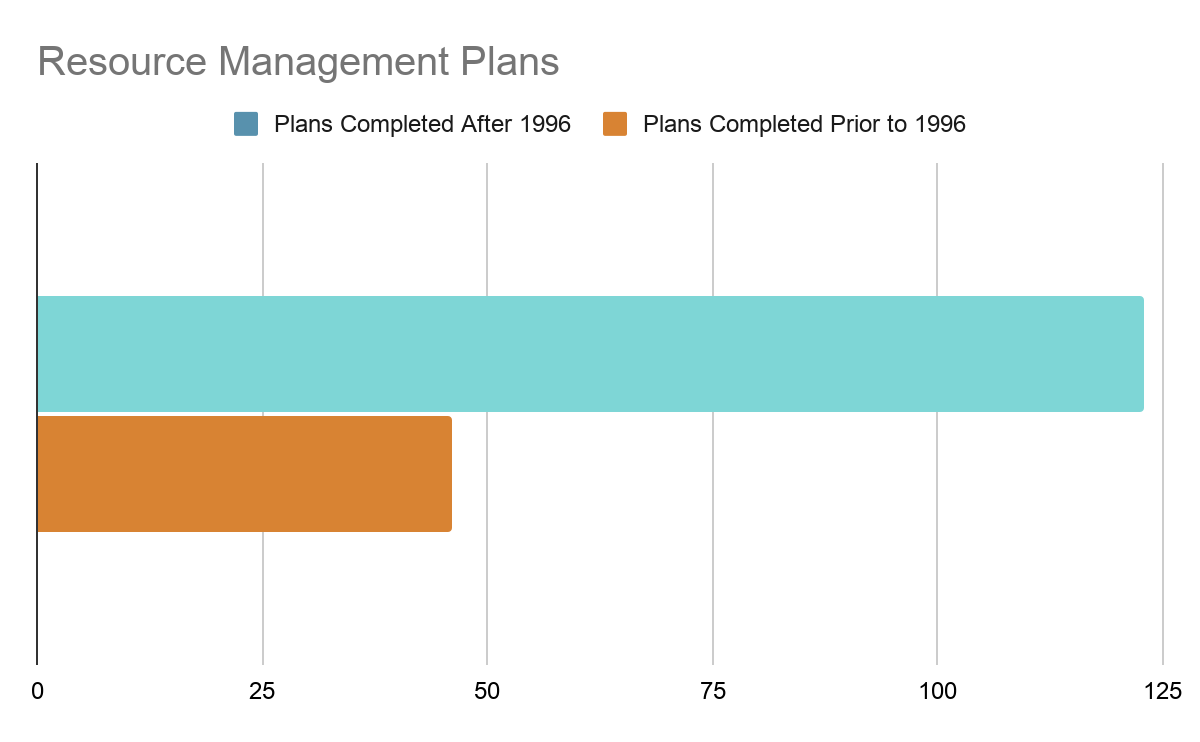 Resource Management Plans
Plans Completed After 1996 Plans Completed Prior to 1996
0 25 50 75 100 125